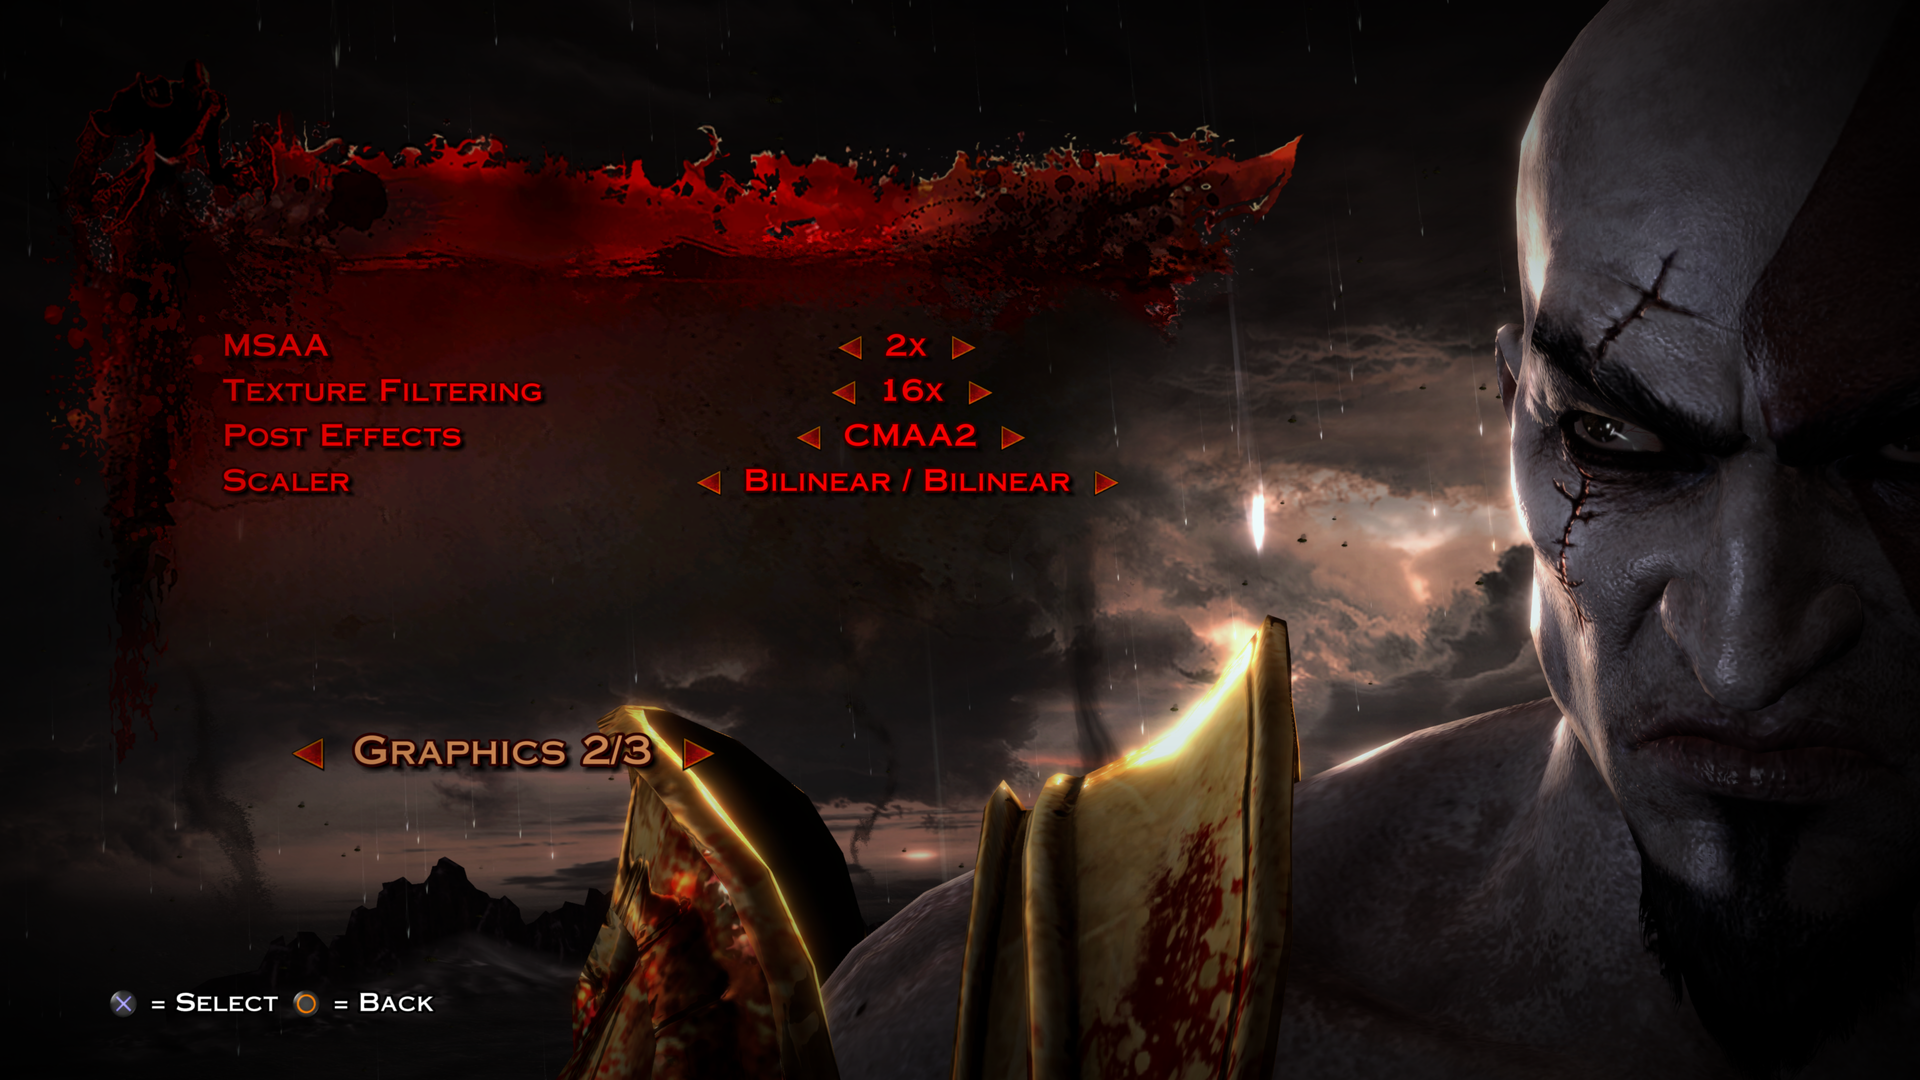 MSAA 2x
Texture Filtering 16x
Post Effects CMAA2
Scaler Bilinear / Bilinear
Graphics 2/3
= Select = Back